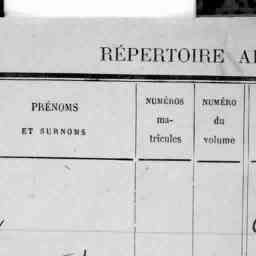 RÉPERTOIRE
PRÉNOMS
ET SURNOMS
NUMÉROS
ma-
tricules
NUMÉRO
du
volume